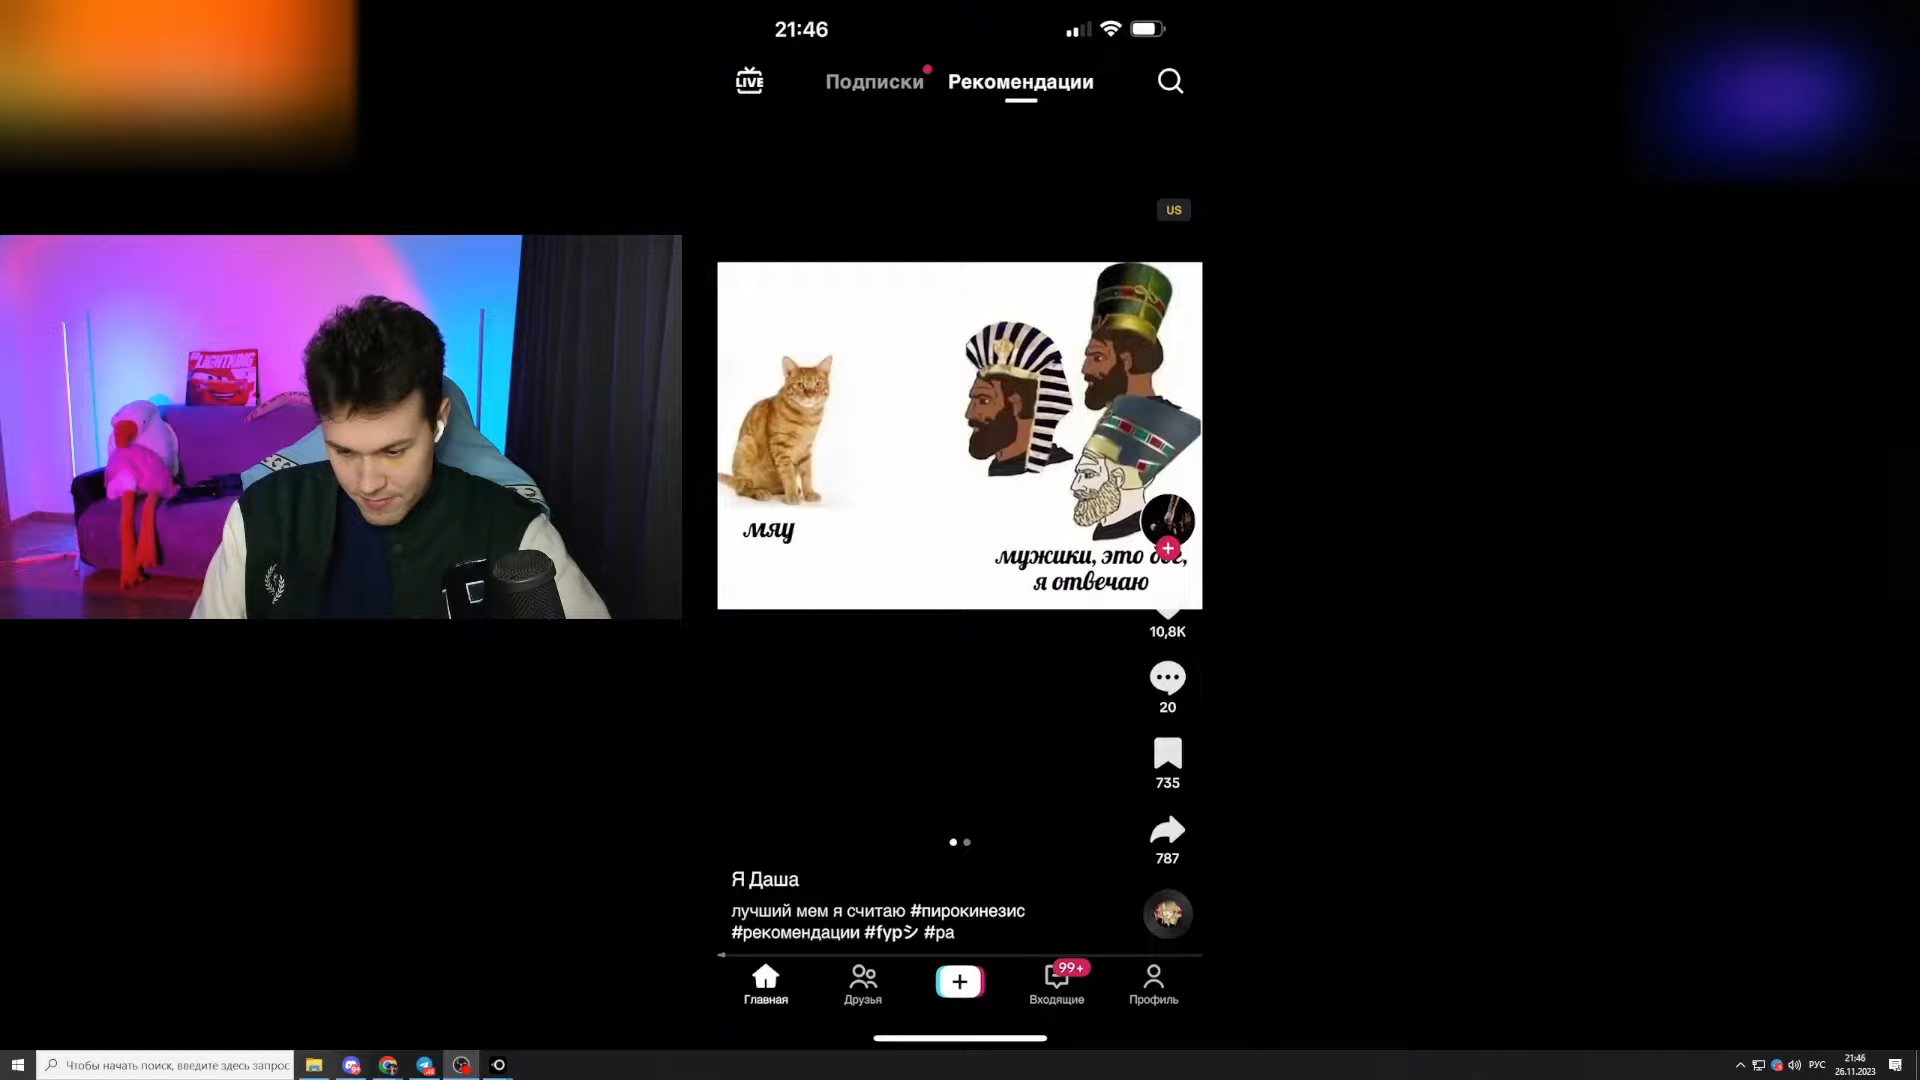 21:46
LIVE
Подписки
Рекомендации
US
LIGHTNING
мяу
мужики, это
я отвечаю
10,8K
20
735
787
Я Даша
лучший мем я считаю #пирокинезис
#рекомендации #fypシ #ра
99+
Главная
Друзья
Входящие
Профиль
Чтобы начать поиск, введите здесь запрос
РУС
21:46
26.11.2023